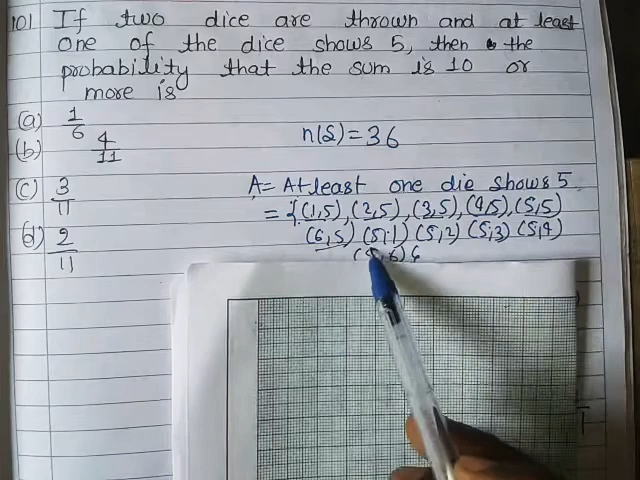 101 If two dice are thrown and at least
one of the dice shows 5, then the
probability that the sum is 10 or
more is
(a) 1/6
(b) 4/11
n(S) = 36
(c) 3/11
(d) 2/11
A = At least one die shows 5
= {(1,5), (2,5), (3,5), (4,5), (5,5)
(6,5) (5,1) (5,2) (5,3) (5,4)